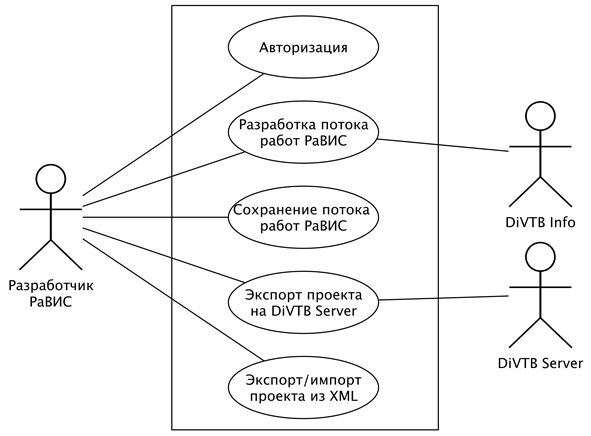 Авторизация
Разработка потока
работ РаВИС
Сохранение потока
работ РаВИС
Экспорт проекта
на DiVTB Server
Экспорт/импорт
проекта из XML
Разработчик
РаВИС
DiVTB Info
DiVTB Server